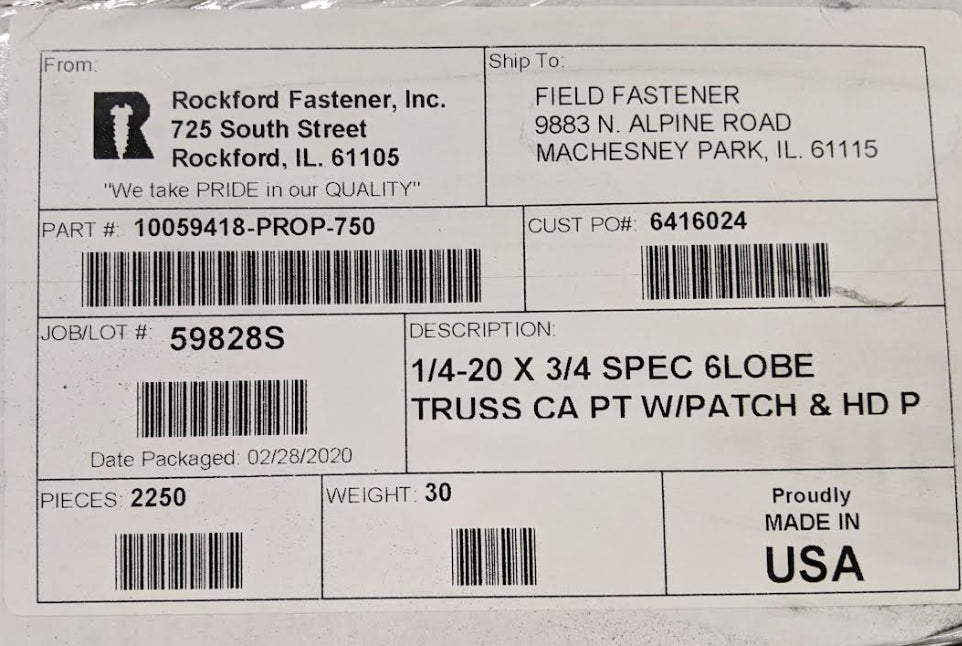 From:
Rockford Fastener, Inc.
725 South Street
Rockford, IL. 61105
"We take PRIDE in our QUALITY"
Ship To:
FIELD FASTENER
9883 N. ALPINE ROAD
MACHESNEY PARK, IL. 61115
PART #: 10059418-PROP-750
CUST PO#: 6416024
JOB/LOT #: 59828S
Date Packaged: 02/28/2020
DESCRIPTION:
1/4-20 X 3/4 SPEC 6LOBE
TRUSS CA PT W/PATCH & HD P
PIECES: 2250
WEIGHT: 30
Proudly
MADE IN
USA